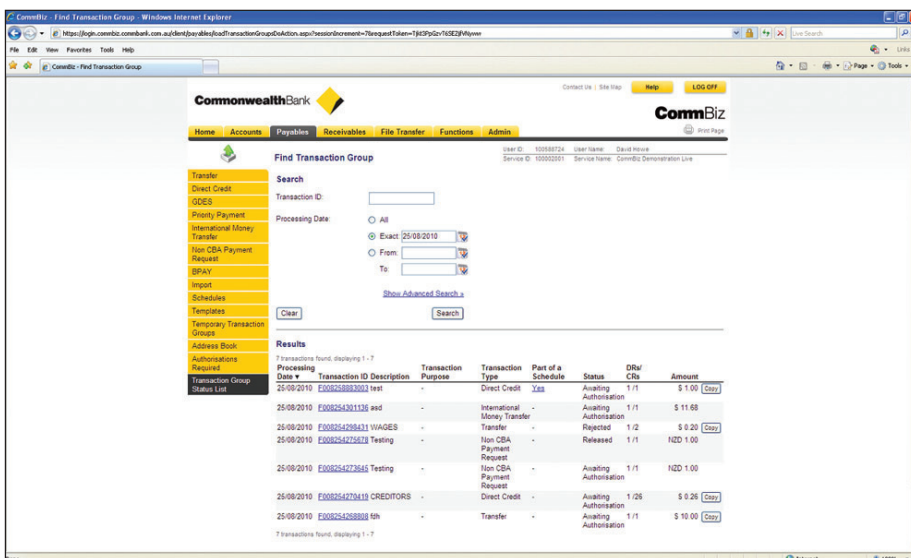 CommBiz - Find Transaction Group - Windows Internet Explorer
Live Search
File Edit View Favorites Tools Help
Links
CommBiz - Find Transaction Group
Page Tools
Contact Us | Site Map Help LOG OFF
CommonwealthBank
CommBiz
Home Accounts Payables Receivables File Transfer Functions Admin
Print Page
User ID: 100588724 User Name: David Howe
Service ID: 100002001 Service Name: CommBiz Demonstration Live
Find Transaction Group
Transfer
Direct Credit
GDES
Priority Payment
International Money
Transfer
Non CBA Payment
Request
BPAY
Import
Schedules
Templates
Temporary Transaction
Groups
Address Book
Authorisations
Required
Transaction Group
Status List
Search
Transaction ID:
Processing Date: All
Exact: 25/08/2010
From:
To:
Show Advanced Search »
Clear Search
Results
7 transactions found, displaying 1 - 7
Processing Date ▼ Transaction ID Description Transaction Purpose Transaction Type Part of a Schedule Status DRs/ CRs Amount
25/08/2010 F008258883003 test - Direct Credit Yes Awaiting Authorisation 1 /1 $ 1.00 Copy
25/08/2010 F008254301136 asd - International Money Transfer - Awaiting Authorisation 1 /1 $ 11.68
25/08/2010 F008254298431 WAGES - Transfer - Rejected 1 /2 $ 0.20 Copy
25/08/2010 F008254275678 Testing - Non CBA Payment Request - Released 1 /1 NZD 1.00
25/08/2010 F008254273645 Testing - Non CBA Payment Request - Awaiting Authorisation 1 /1 NZD 1.00
25/08/2010 F008254270419 CREDITORS - Direct Credit - Awaiting Authorisation 1 /26 $ 0.26 Copy
25/08/2010 F008254268808 fdh - Transfer - Awaiting Authorisation 1 /1 $ 10.00 Copy
7 transactions found, displaying 1 - 7